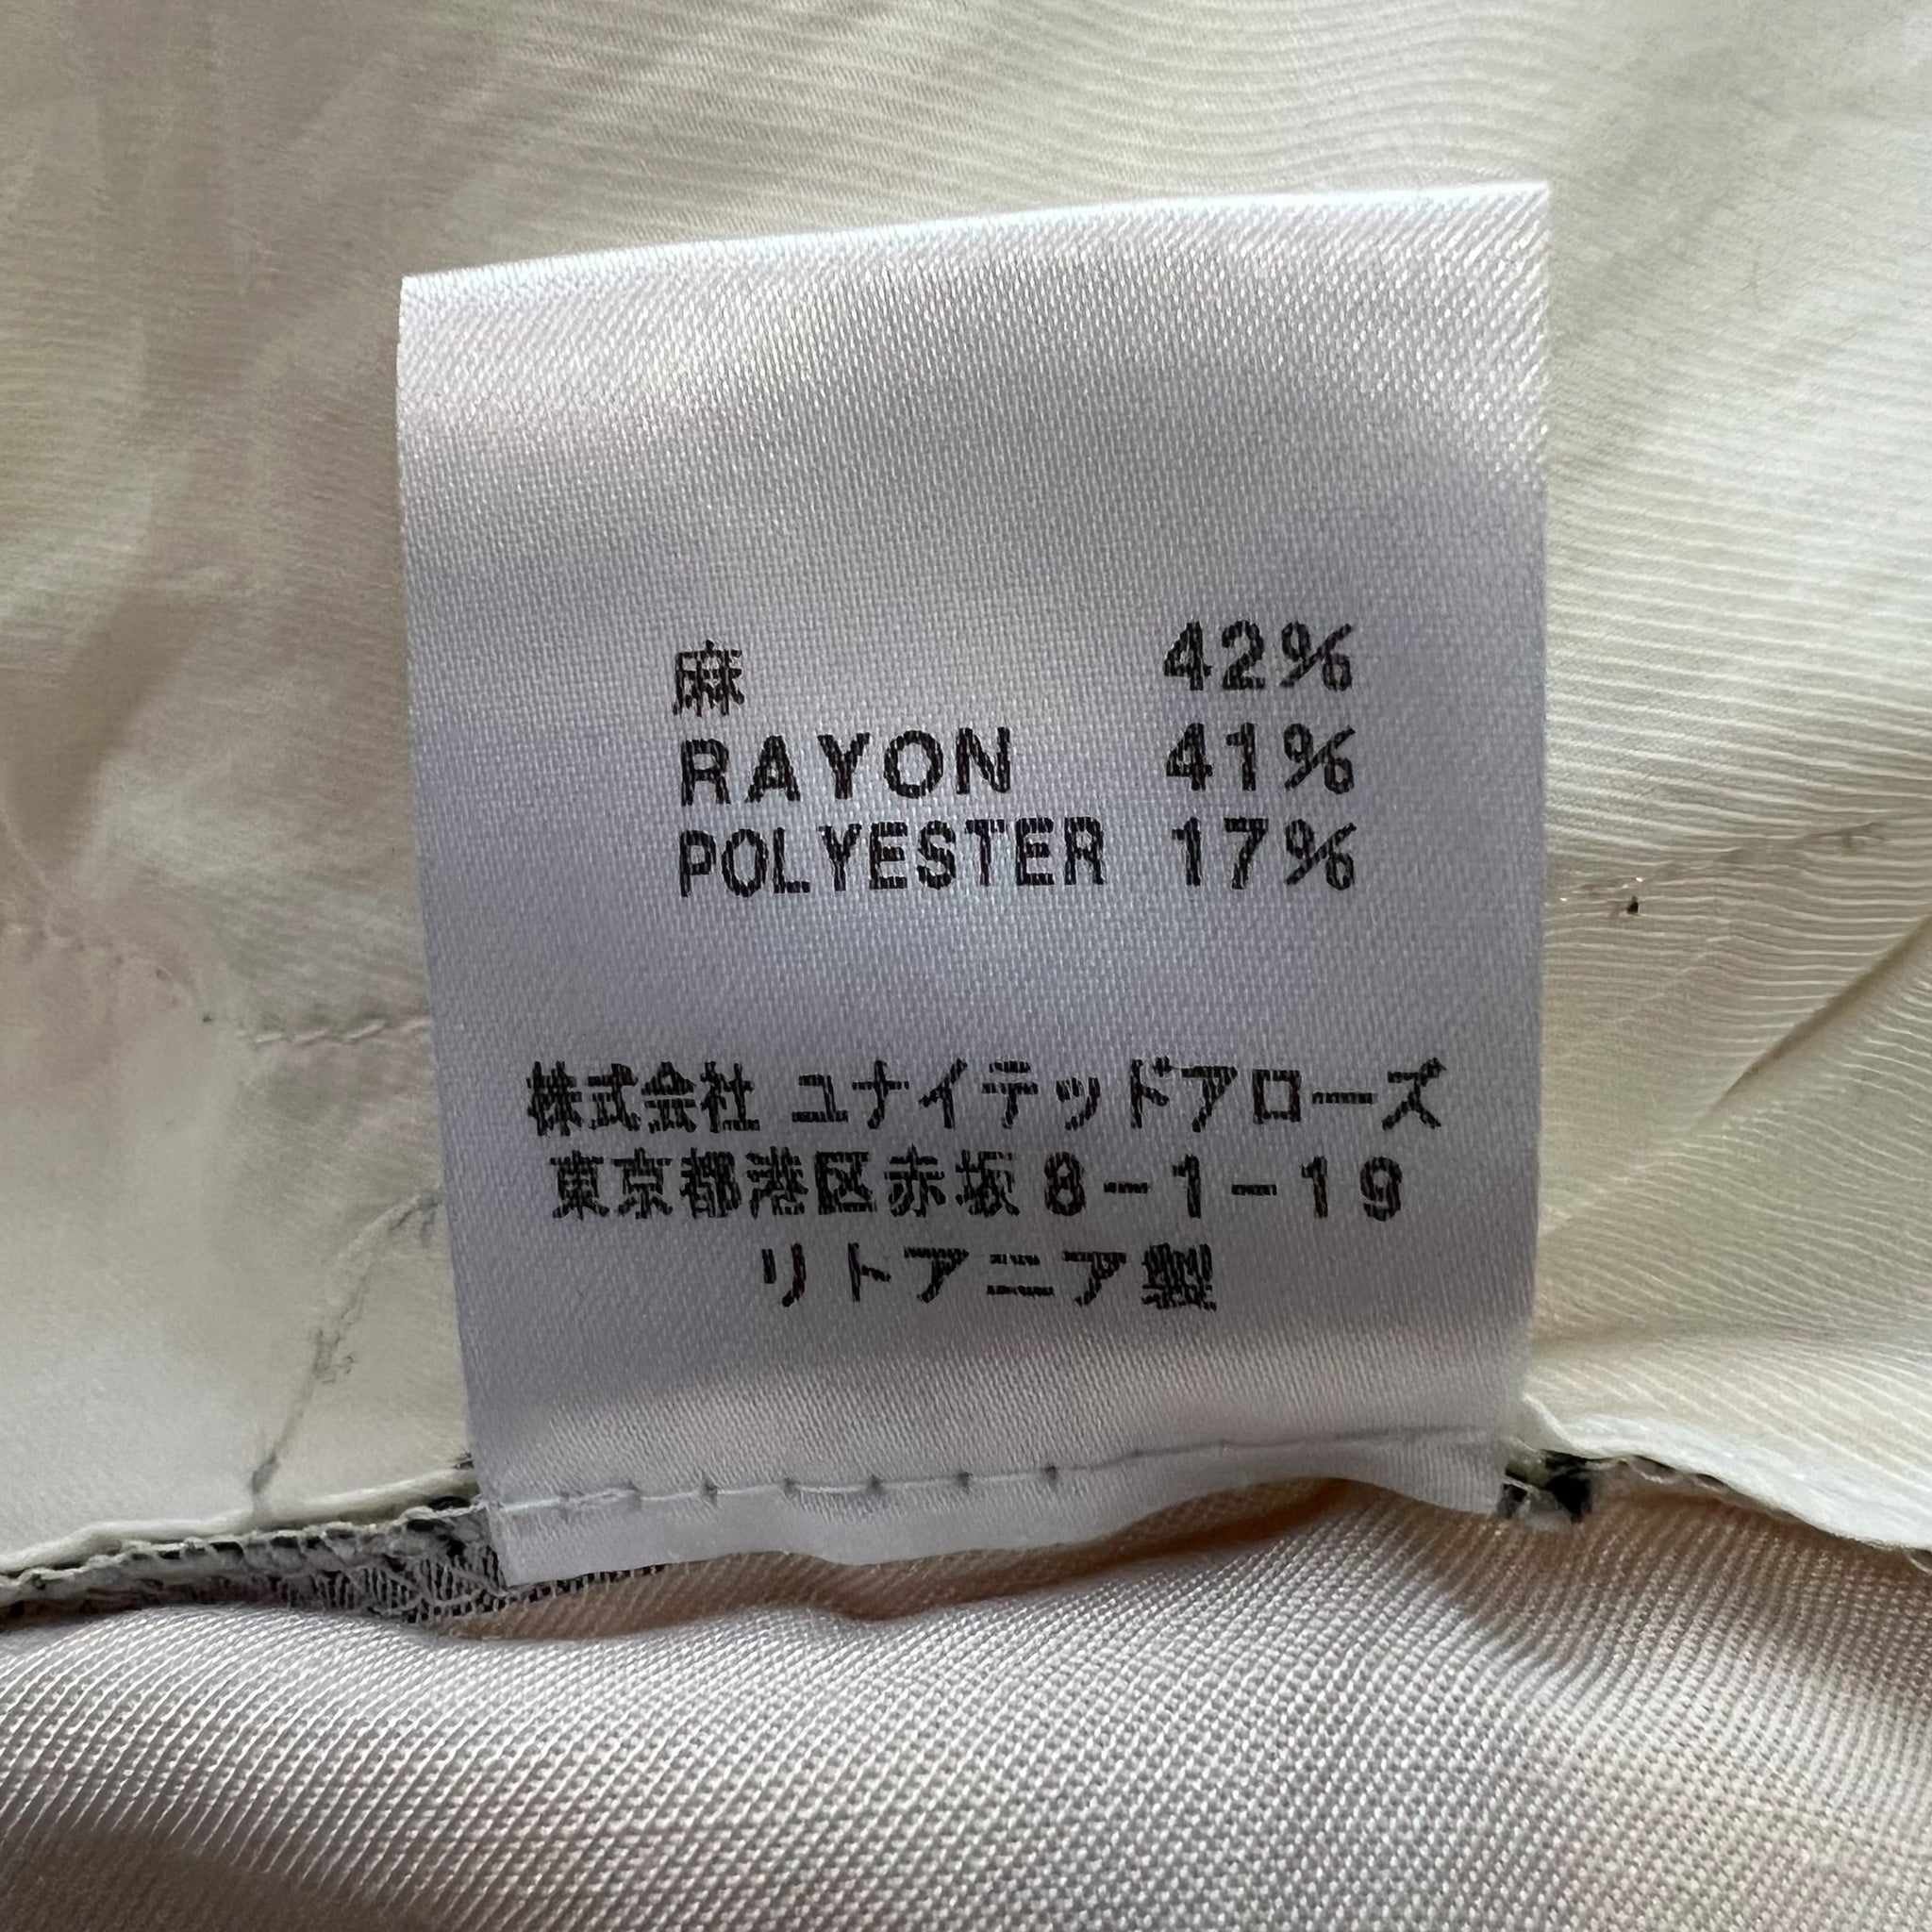 麻 42%
RAYON 41%
POLYESTER 17%
株式会社 ユナイテッドアローズ
東京都港区赤坂8-1-19
リトアニア製